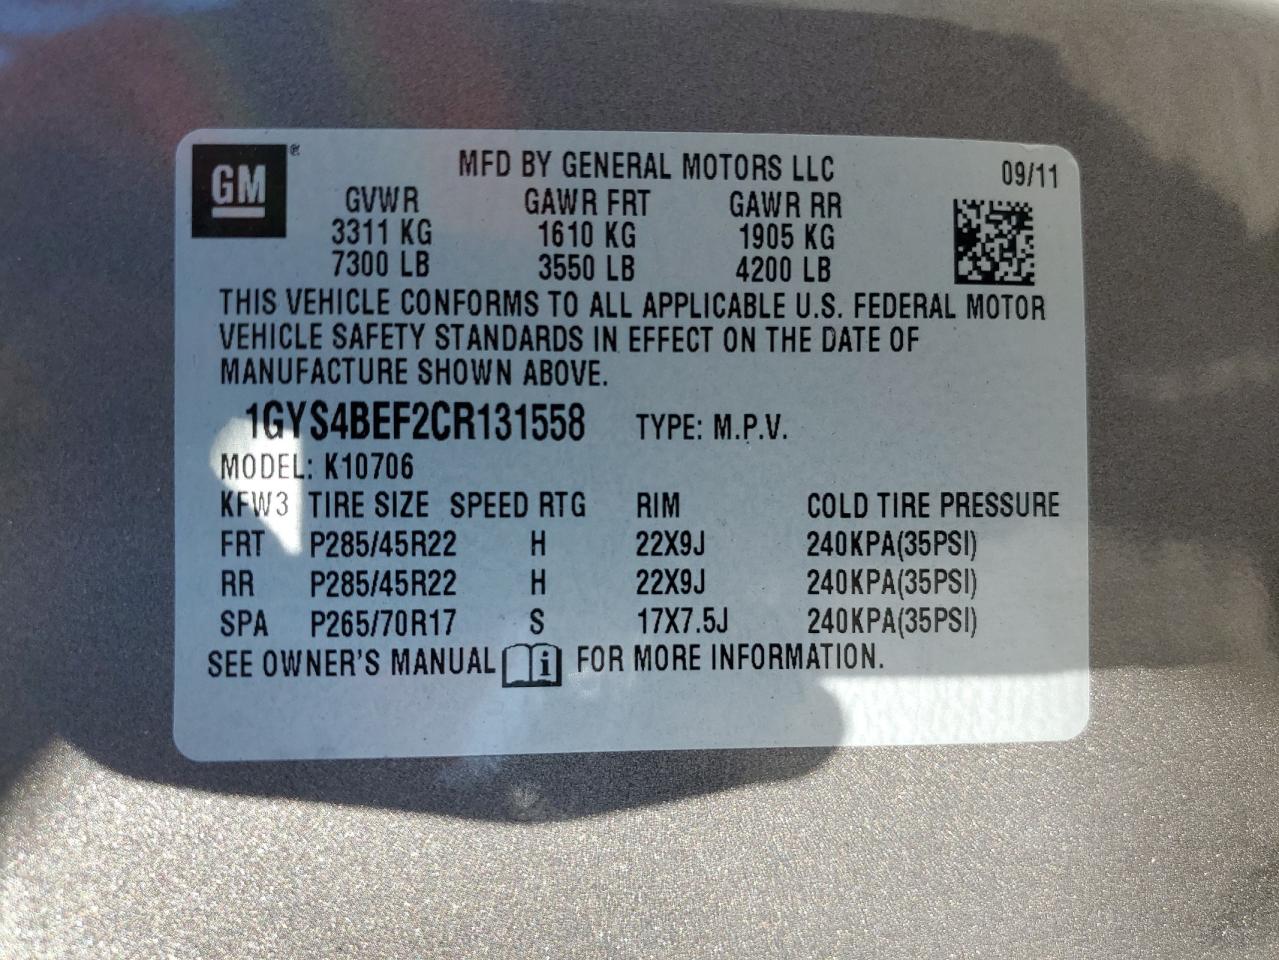 GM®
MFD BY GENERAL MOTORS LLC 09/11
GVWR GAWR FRT GAWR RR
3311 KG 1610 KG 1905 KG
7300 LB 3550 LB 4200 LB
THIS VEHICLE CONFORMS TO ALL APPLICABLE U.S. FEDERAL MOTOR
VEHICLE SAFETY STANDARDS IN EFFECT ON THE DATE OF
MANUFACTURE SHOWN ABOVE.
1GYS4BEF2CR131558 TYPE: M.P.V.
MODEL: K10706
KFW3 TIRE SIZE SPEED RTG RIM COLD TIRE PRESSURE
FRT P285/45R22 H 22X9J 240KPA(35PSI)
RR P285/45R22 H 22X9J 240KPA(35PSI)
SPA P265/70R17 S 17X7.5J 240KPA(35PSI)
SEE OWNER'S MANUAL i FOR MORE INFORMATION.